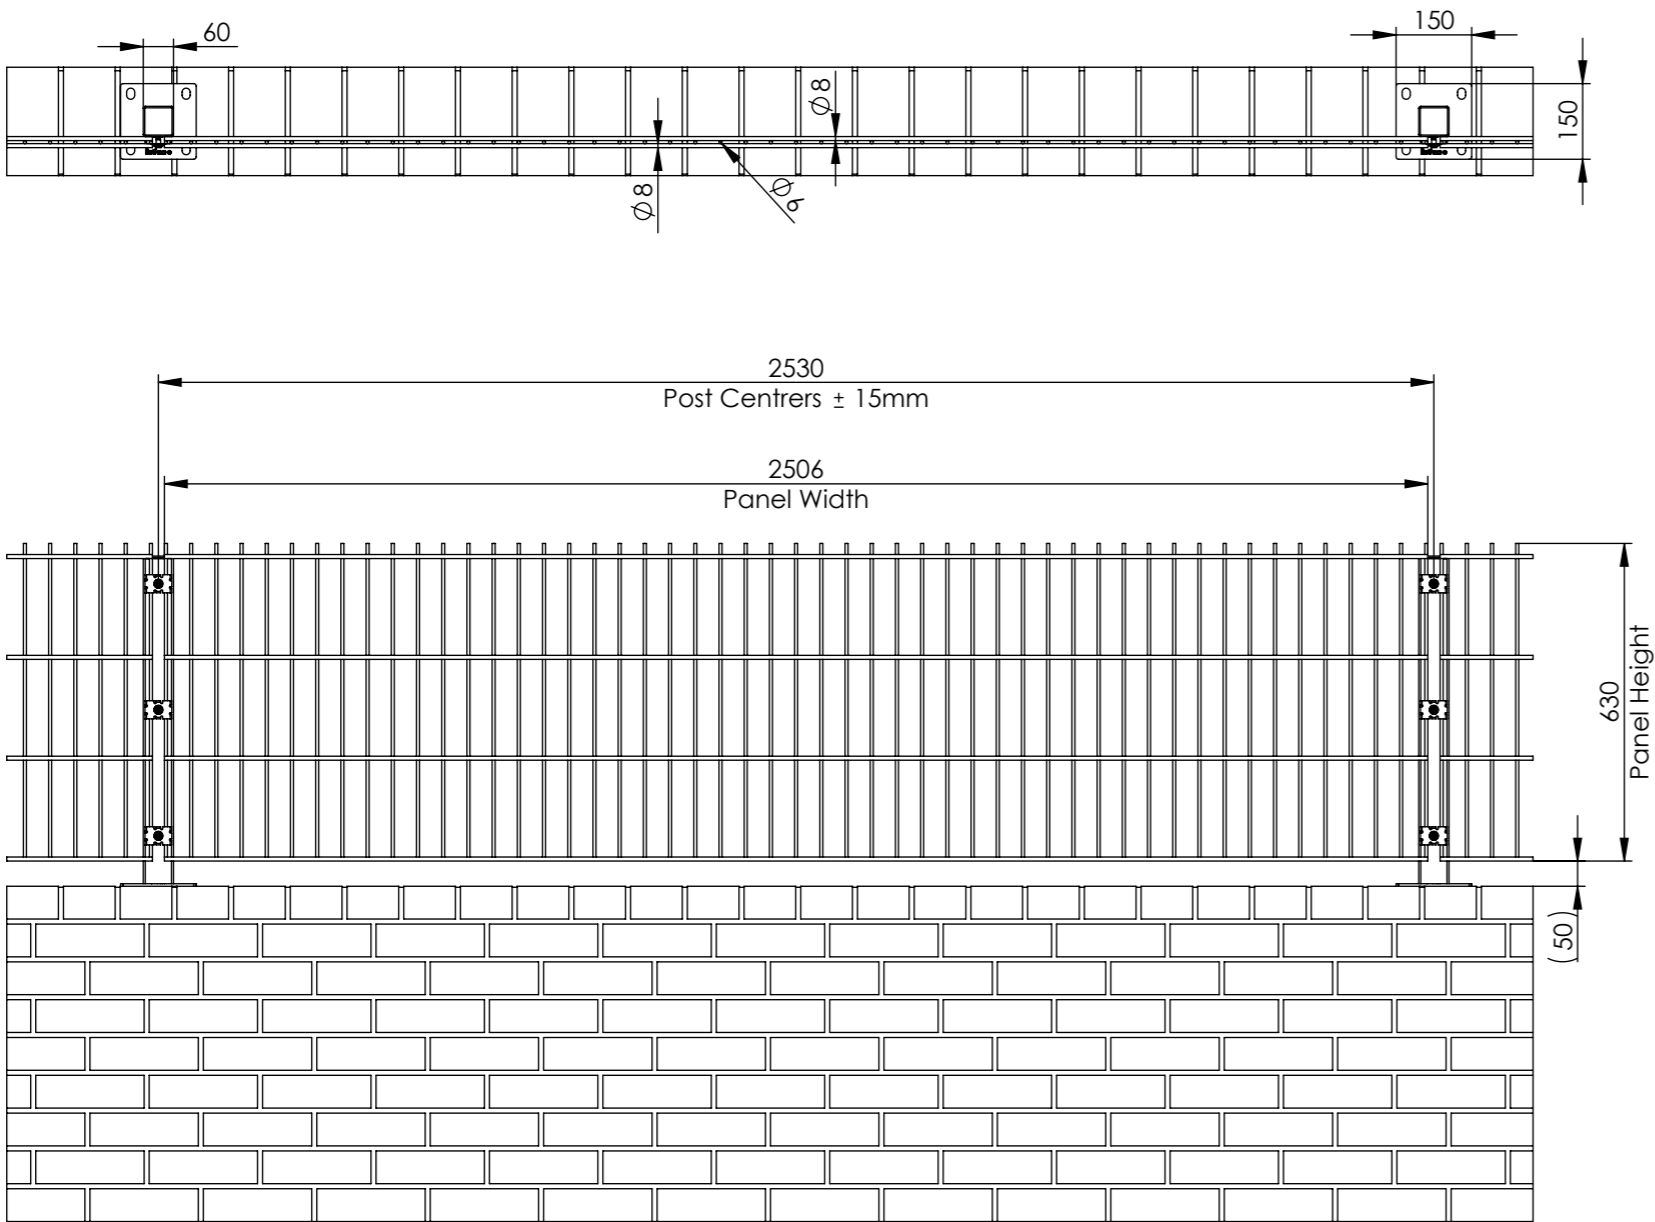 60
150
Ø8
150
Ø8
Ø6
2530
Post Centrers ± 15mm
2506
Panel Width
630
Panel Height
(50)